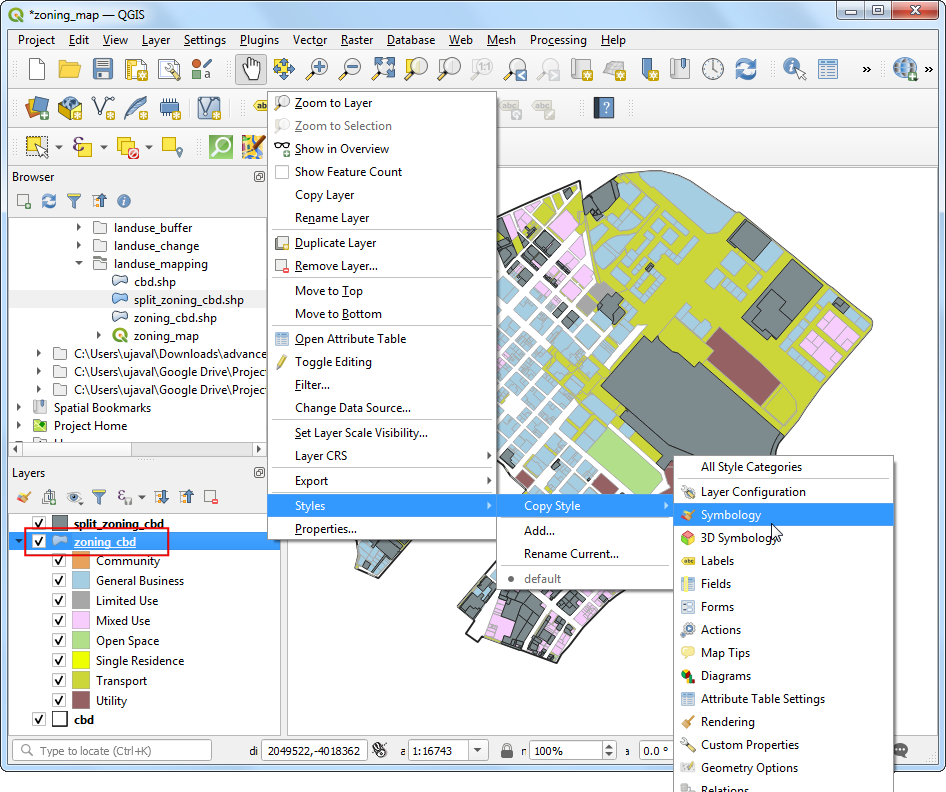 *zoning_map — QGIS
Project Edit View Layer Settings Plugins Vector Raster Database Web Mesh Processing Help
1:1
»
»
ab
abc
abc
?
Browser
landuse_buffer
landuse_change
landuse_mapping
cbd.shp
split_zoning_cbd.shp
zoning_cbd.shp
zoning_map
C:\Users\ujaval\Downloads\advance
C:\Users\ujaval\Google Drive\Project
C:\Users\ujaval\Google Drive\Project
Spatial Bookmarks
Project Home
Layers
split_zoning_cbd
zoning_cbd
Community
General Business
Limited Use
Mixed Use
Open Space
Single Residence
Transport
Utility
cbd
Zoom to Layer
Zoom to Selection
Show in Overview
Show Feature Count
Copy Layer
Rename Layer
Duplicate Layer
Remove Layer...
Move to Top
Move to Bottom
Open Attribute Table
Toggle Editing
Filter...
Change Data Source...
Set Layer Scale Visibility...
Layer CRS
Export
Styles
Properties...
Copy Style
Add...
Rename Current...
default
All Style Categories
Layer Configuration
Symbology
3D Symbology
abc Labels
Fields
Forms
Actions
Map Tips
Diagrams
Attribute Table Settings
Rendering
Custom Properties
Geometry Options
Relations
Type to locate (Ctrl+K) di 2049522,-4018362 a 1:16743 r 100% a 0.0 °